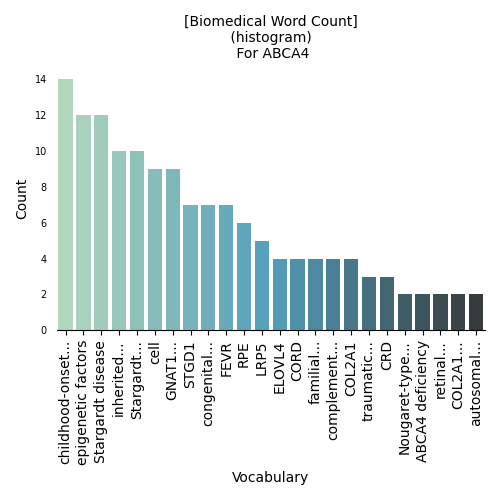 [Biomedical Word Count]
(histogram)
For ABCA4
14
12
10
8
6
4
2
0
Count
childhood-onset...
epigenetic factors
Stargardt disease
inherited...
Stargardt...
cell
GNAT1...
STGD1
congenital...
FEVR
RPE
LRP5
ELOVL4
CORD
familial...
complement...
COL2A1
traumatic...
CRD
Nougaret-type...
ABCA4 deficiency
retinal...
COL2A1...
autosomal...
Vocabulary